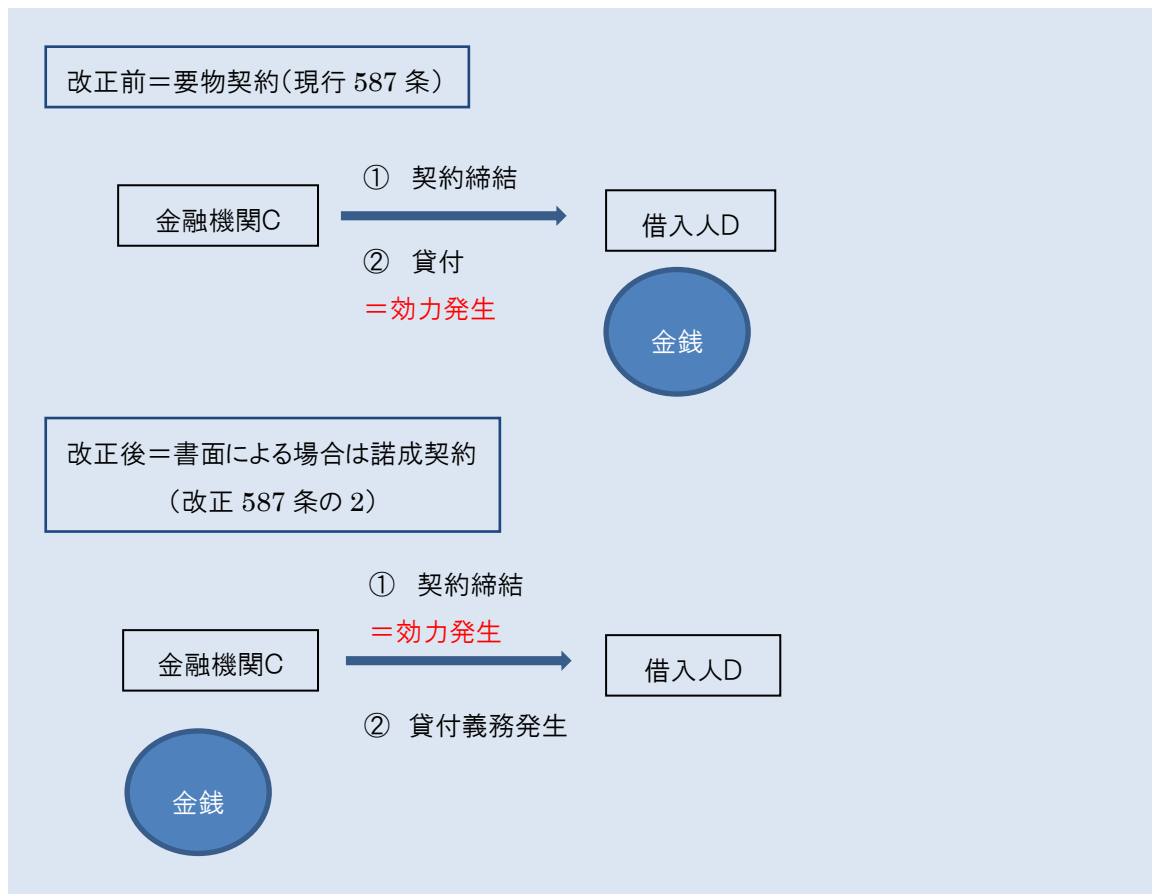 改正前＝要物契約（現行 587 条）
① 契約締結
金融機関C
借入人D
② 貸付
＝効力発生
金銭
改正後＝書面による場合は諾成契約
（改正 587 条の 2）
① 契約締結
＝効力発生
金融機関C
借入人D
② 貸付義務発生
金銭